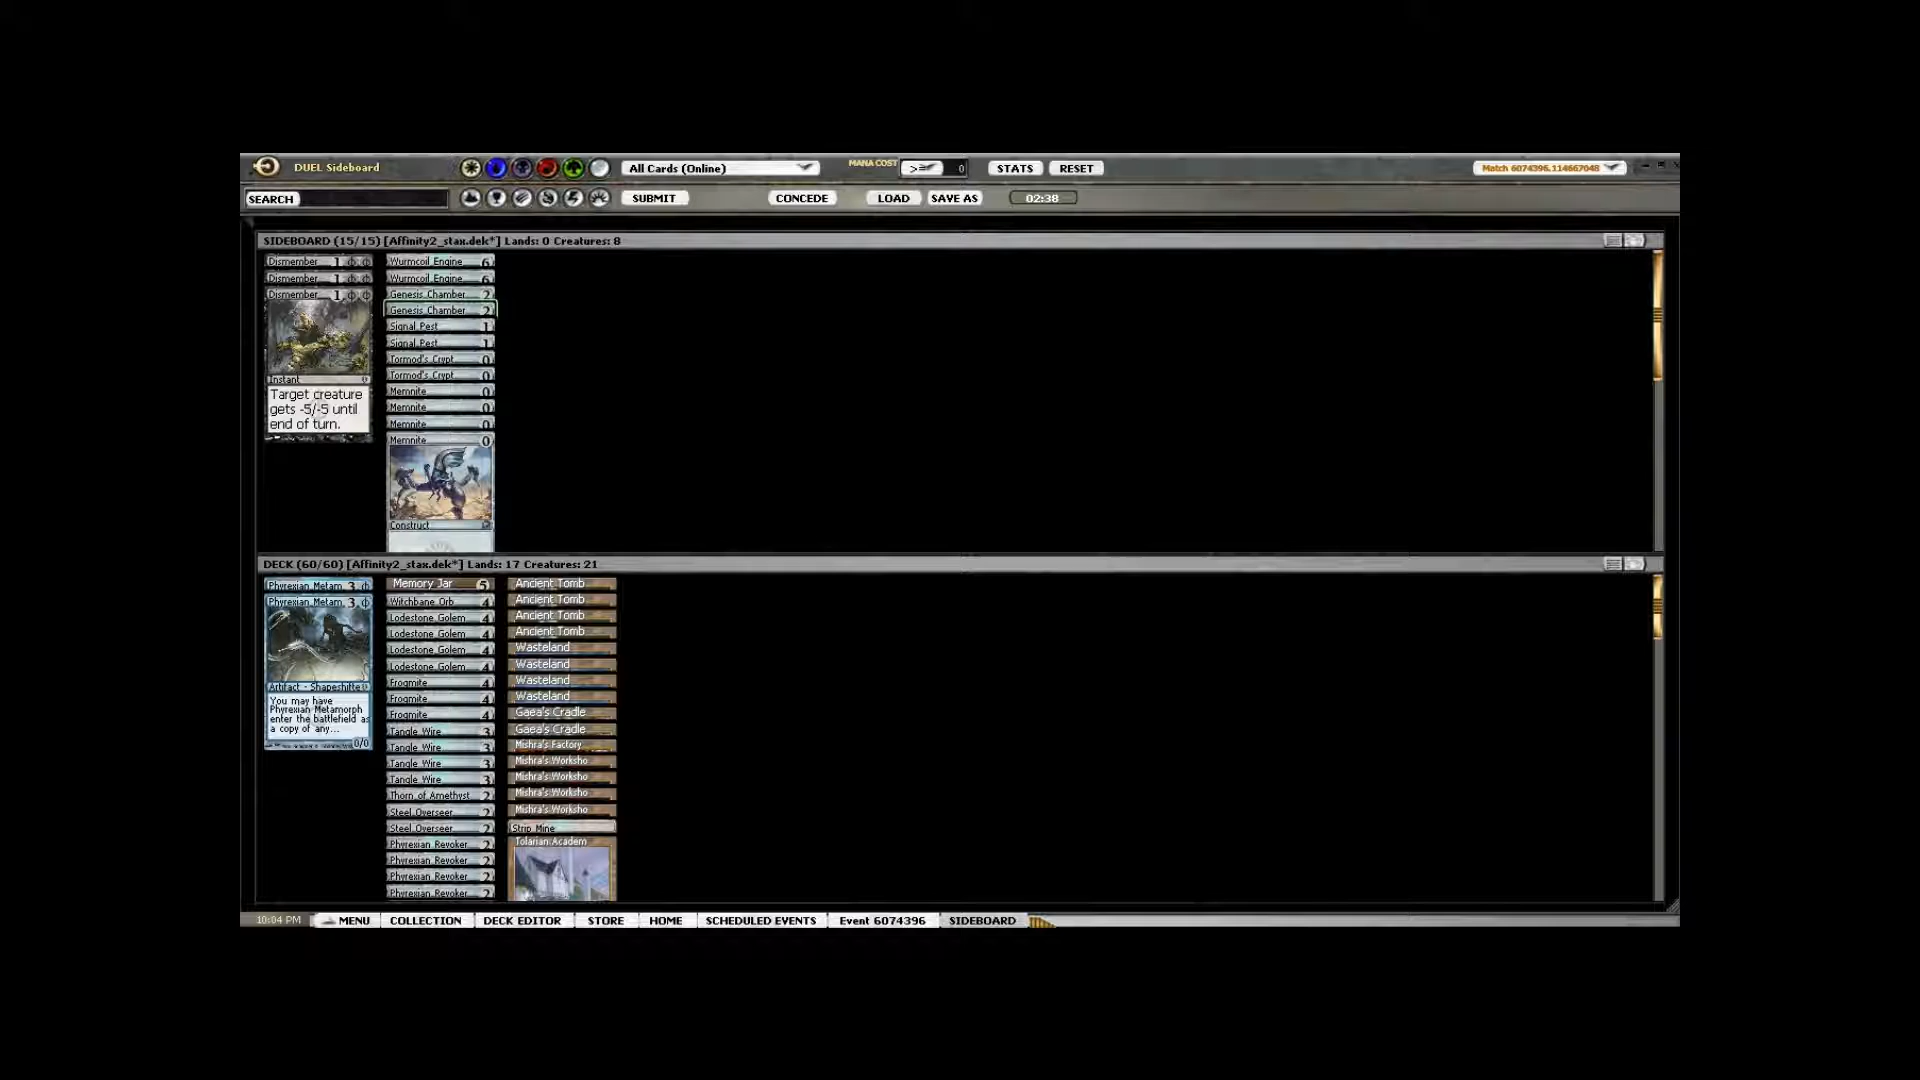 DUEL Sideboard
All Cards (Online)
MANA COST
>=
0
STATS
RESET
Match 6074396.114667048
SEARCH
SUBMIT
CONCEDE
LOAD
SAVE AS
02:38
SIDEBOARD (15/15) [Affinity2_stax.dek*] Lands: 0 Creatures: 8
Dismember 1
Dismember 1
Dismember 1
Instant
Target creature
gets -5/-5 until
end of turn.
Wurmcoil Engine 6
Wurmcoil Engine 6
Genesis Chamber 2
Genesis Chamber 2
Signal Pest 1
Signal Pest 1
Tormod's Crypt 0
Tormod's Crypt 0
Memnite 0
Memnite 0
Memnite 0
Memnite 0
Construct
DECK (60/60) [Affinity2_stax.dek*] Lands: 17 Creatures: 21
Phyrexian Metam 3
Phyrexian Metam 3
Artifact - Shapeshifte
You may have
Phyrexian Metamorph
enter the battlefield as
a copy of any...
0/0
Memory Jar 5
Witchbane Orb 4
Lodestone Golem 4
Lodestone Golem 4
Lodestone Golem 4
Lodestone Golem 4
Frogmite 4
Frogmite 4
Frogmite 4
Tangle Wire 3
Tangle Wire 3
Tangle Wire 3
Tangle Wire 3
Thorn of Amethyst 2
Steel Overseer 2
Steel Overseer 2
Phyrexian Revoker 2
Phyrexian Revoker 2
Phyrexian Revoker 2
Phyrexian Revoker 2
Ancient Tomb
Ancient Tomb
Ancient Tomb
Ancient Tomb
Wasteland
Wasteland
Wasteland
Wasteland
Gaea's Cradle
Gaea's Cradle
Mishra's Factory
Mishra's Worksho
Mishra's Worksho
Mishra's Worksho
Mishra's Worksho
Strip Mine
Tolarian Academ
10:04 PM
MENU
COLLECTION
DECK EDITOR
STORE
HOME
SCHEDULED EVENTS
Event 6074396
SIDEBOARD